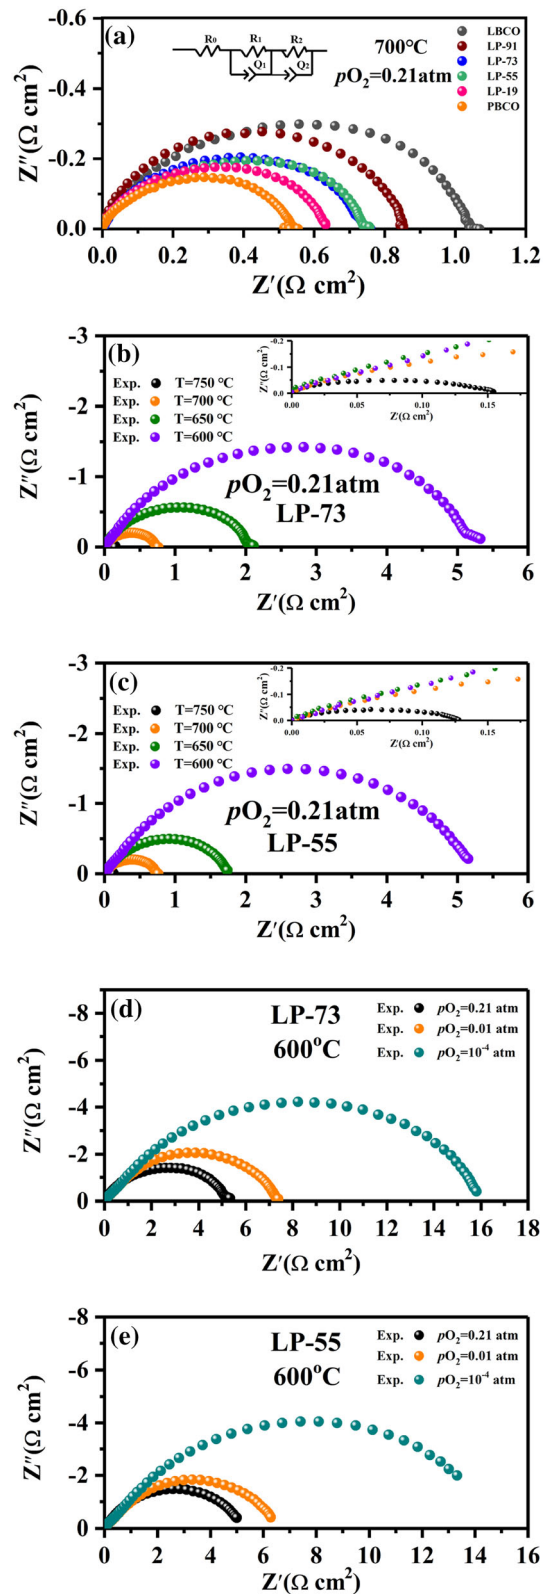 (a)
-0.6
-0.4
-0.2
0.0
Z″(Ω cm²)
R₀ R₁ R₂
Q₁ Q₂
700°C
pO₂=0.21atm
LBCO
LP-91
LP-73
LP-55
LP-19
PBCO
0.0 0.2 0.4 0.6 0.8 1.0 1.2
Z′(Ω cm²)
(b)
-3
-2
-1
0
Z″(Ω cm²)
Exp. T=750 °C
Exp. T=700 °C
Exp. T=650 °C
Exp. T=600 °C
-0.2
-0.1
0.0
Z″(Ω cm²)
0.00 0.05 0.10 0.15
Z′(Ω cm²)
pO₂=0.21atm
LP-73
0 1 2 3 4 5 6
Z′(Ω cm²)
(c)
-3
-2
-1
0
Z″(Ω cm²)
Exp. T=750 °C
Exp. T=700 °C
Exp. T=650 °C
Exp. T=600 °C
-0.2
-0.1
0.0
Z″(Ω cm²)
0.00 0.05 0.10 0.15
Z′(Ω cm²)
pO₂=0.21atm
LP-55
0 1 2 3 4 5 6
Z′(Ω cm²)
(d)
-8
-6
-4
-2
0
Z″(Ω cm²)
LP-73
600°C
Exp. pO₂=0.21 atm
Exp. pO₂=0.01 atm
Exp. pO₂=10⁻⁴ atm
0 2 4 6 8 10 12 14 16 18
Z′(Ω cm²)
(e)
-8
-6
-4
-2
0
Z″(Ω cm²)
LP-55
600°C
Exp. pO₂=0.21 atm
Exp. pO₂=0.01 atm
Exp. pO₂=10⁻⁴ atm
0 2 4 6 8 10 12 14 16
Z′(Ω cm²)